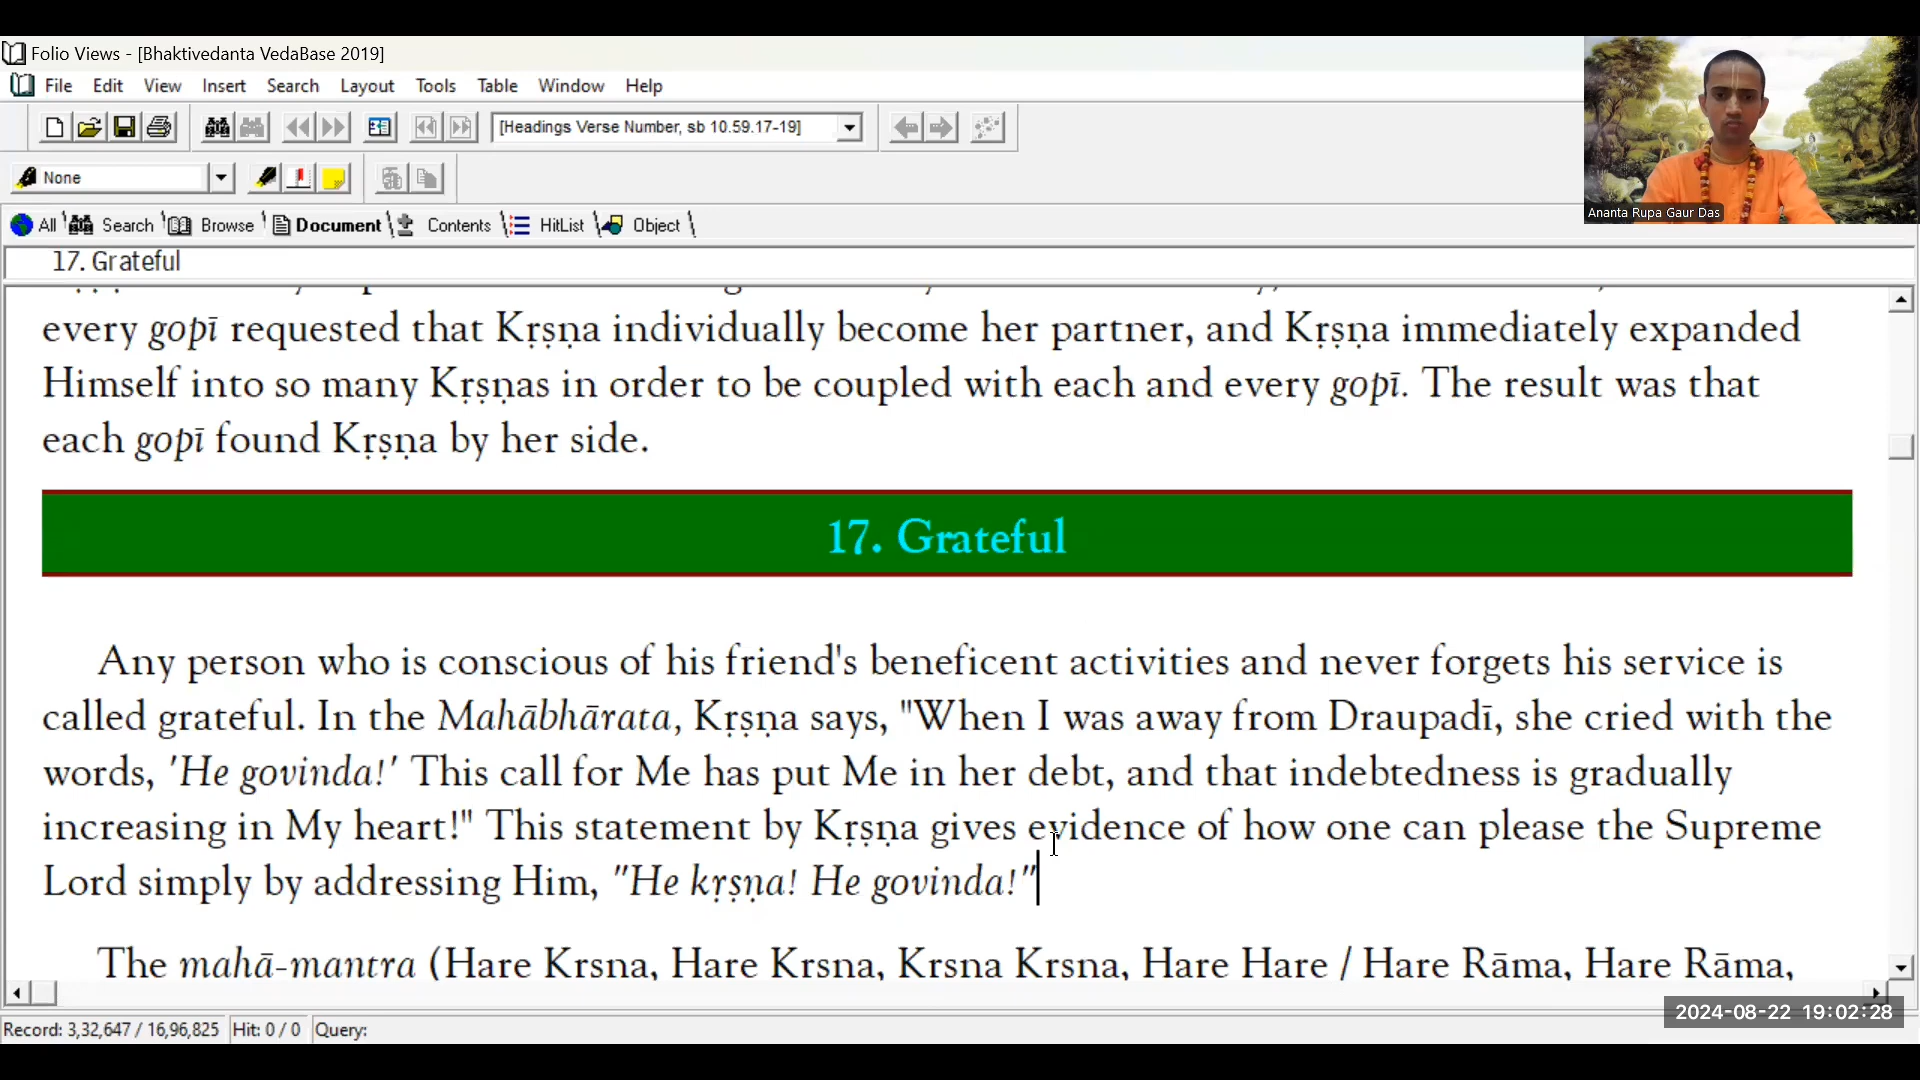 Folio Views - [Bhaktivedanta VedaBase 2019]
File Edit View Insert Search Layout Tools Table Window Help
[Headings Verse Number, sb 10.59.17-19]
None
All Search Browse Document Contents HitList Object
Ananta Rupa Gaur Das
17. Grateful
every gopī requested that Kṛṣṇa individually become her partner, and Kṛṣṇa immediately expanded
Himself into so many Kṛṣṇas in order to be coupled with each and every gopī. The result was that
each gopī found Kṛṣṇa by her side.
17. Grateful
Any person who is conscious of his friend's beneficent activities and never forgets his service is
called grateful. In the Mahābhārata, Kṛṣṇa says, "When I was away from Draupadī, she cried with the
words, 'He govinda!' This call for Me has put Me in her debt, and that indebtedness is gradually
increasing in My heart!" This statement by Kṛṣṇa gives evidence of how one can please the Supreme
Lord simply by addressing Him, "He kṛṣṇa! He govinda!"
The mahā-mantra (Hare Krsna, Hare Krsna, Krsna Krsna, Hare Hare / Hare Rāma, Hare Rāma,
2024-08-22 19:02:28
Record: 3,32,647 / 16,96,825 Hit: 0 / 0 Query: